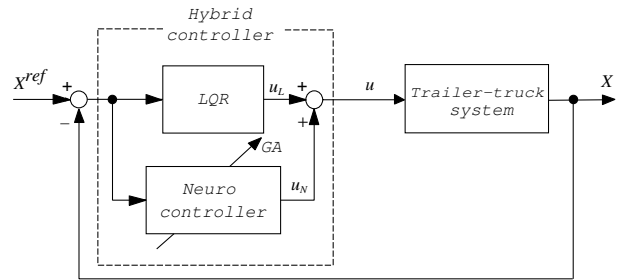 Hybrid
controller
X^ref
+
−
LQR
u_L
+
+
u
Trailer-truck
system
X
GA
Neuro
controller
u_N